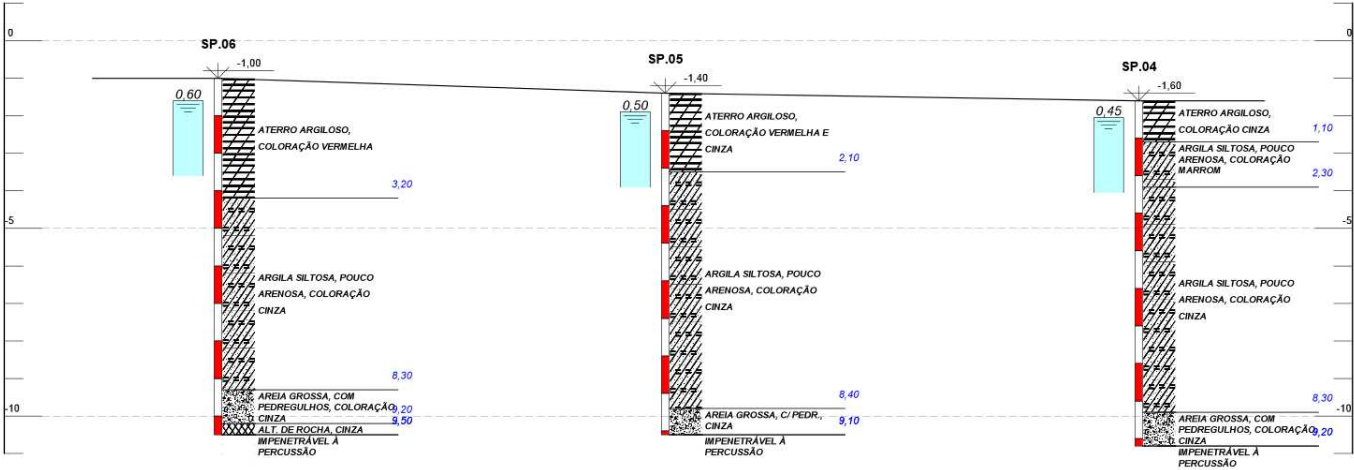 0
0
SP.06
-1,00
0,60
ATERRO ARGILOSO,
COLORAÇÃO VERMELHA
3,20
-5
ARGILA SILTOSA, POUCO
ARENOSA, COLORAÇÃO
CINZA
8,30
AREIA GROSSA, COM
PEDREGULHOS, COLORAÇÃO
CINZA
9,20
9,50
ALT. DE ROCHA, CINZA
IMPENETRÁVEL À
PERCUSSÃO
-10
SP.05
-1,40
0,50
ATERRO ARGILOSO,
COLORAÇÃO VERMELHA E
CINZA
2,10
ARGILA SILTOSA, POUCO
ARENOSA, COLORAÇÃO
CINZA
8,40
AREIA GROSSA, C/ PEDR.,
CINZA
9,10
IMPENETRÁVEL À
PERCUSSÃO
SP.04
-1,60
0,45
ATERRO ARGILOSO,
COLORAÇÃO CINZA
1,10
ARGILA SILTOSA, POUCO
ARENOSA, COLORAÇÃO
MARROM
2,30
-5
ARGILA SILTOSA, POUCO
ARENOSA, COLORAÇÃO
CINZA
8,30
AREIA GROSSA, COM
PEDREGULHOS, COLORAÇÃO
CINZA
9,20
IMPENETRÁVEL À
PERCUSSÃO
-10